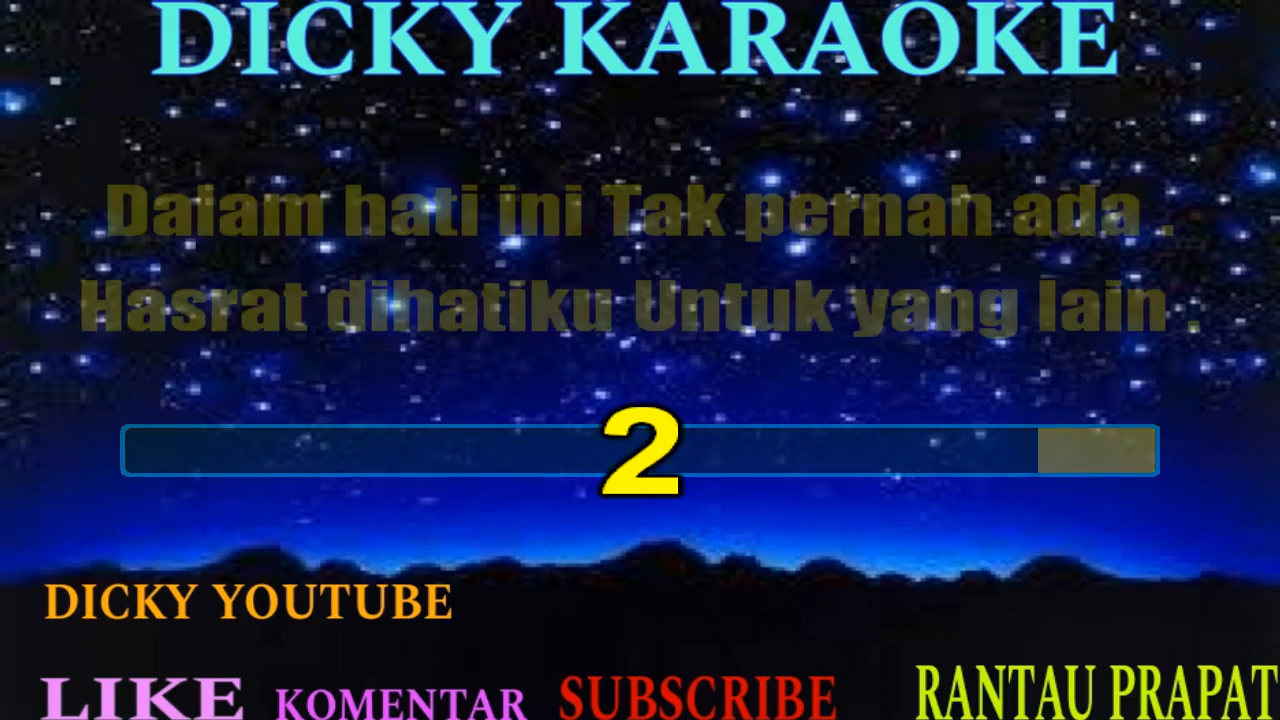 DICKY KARAOKE
Dalam hati ini Tak pernah ada .
Hasrat dihatiku Untuk yang lain .
2
DICKY YOUTUBE
LIKE KOMENTAR SUBSCRIBE RANTAU PRAPAT